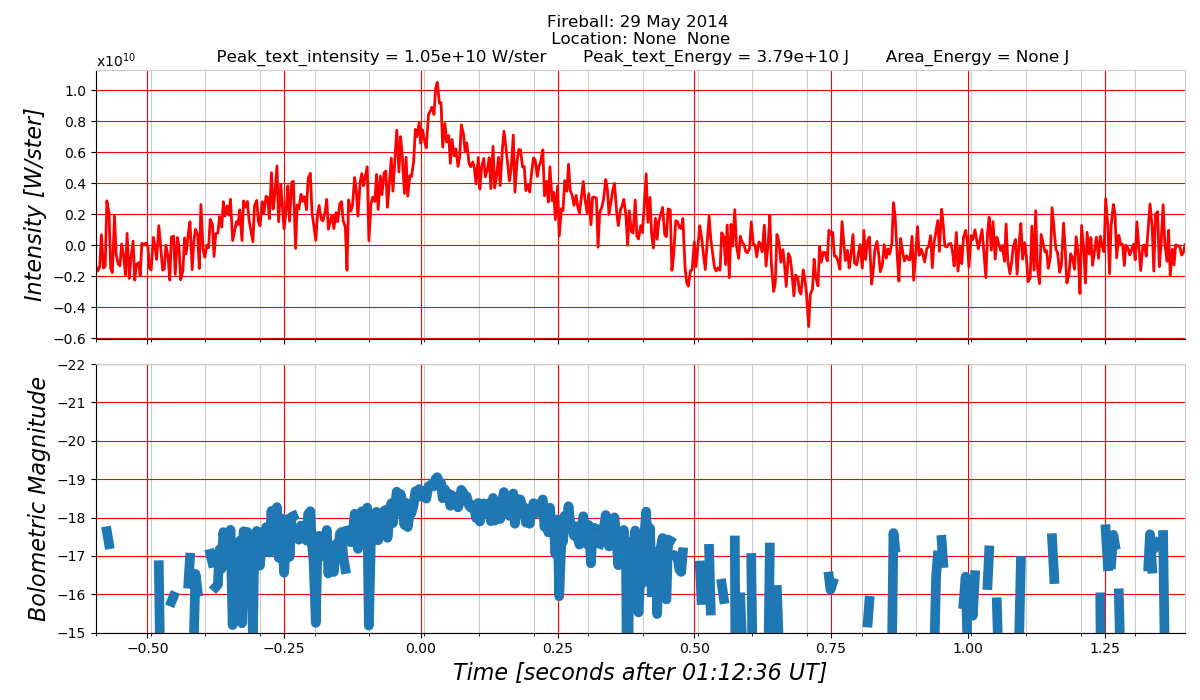 Fireball: 29 May 2014
Location: None  None
Peak_text_intensity = 1.05e+10 W/ster  Peak_text_Energy = 3.79e+10 J  Area_Energy = None J
x10¹⁰
1.0
0.8
0.6
0.4
0.2
0.0
−0.2
−0.4
−0.6
Intensity [W/ster]
−22
−21
−20
−19
−18
−17
−16
−15
Bolometric Magnitude
−0.50 −0.25 0.00 0.25 0.50 0.75 1.00 1.25
Time [seconds after 01:12:36 UT]